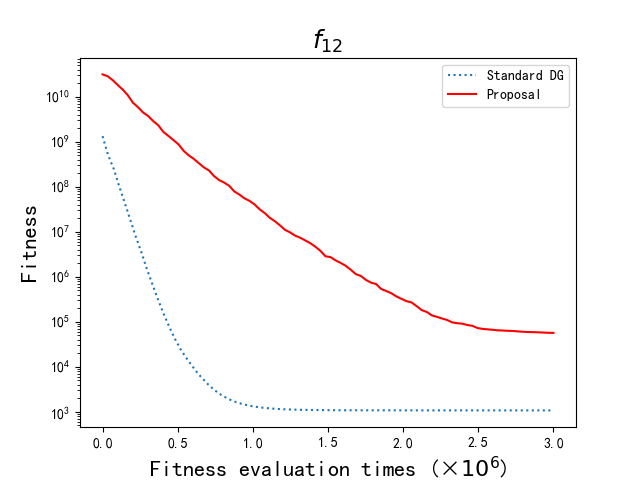 f12
Standard DG
Proposal
Fitness
10^10
10^9
10^8
10^7
10^6
10^5
10^4
10^3
0.0 0.5 1.0 1.5 2.0 2.5 3.0
Fitness evaluation times (×10^6)